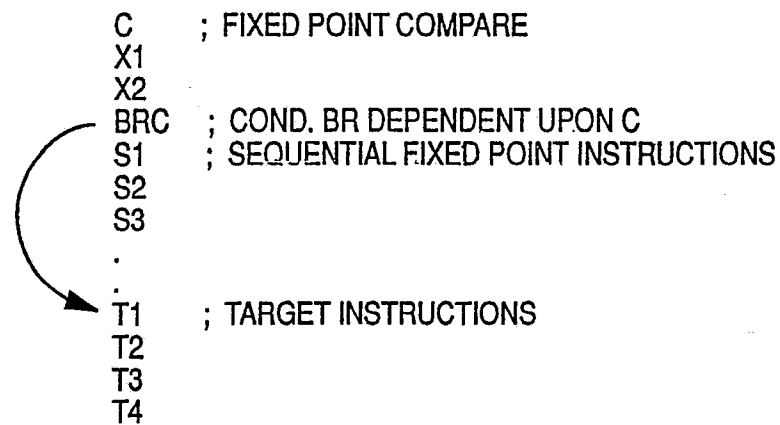 C ; FIXED POINT COMPARE
X1
X2
BRC ; COND. BR DEPENDENT UPON C
S1 ; SEQUENTIAL FIXED POINT INSTRUCTIONS
S2
S3
.
.
T1 ; TARGET INSTRUCTIONS
T2
T3
T4